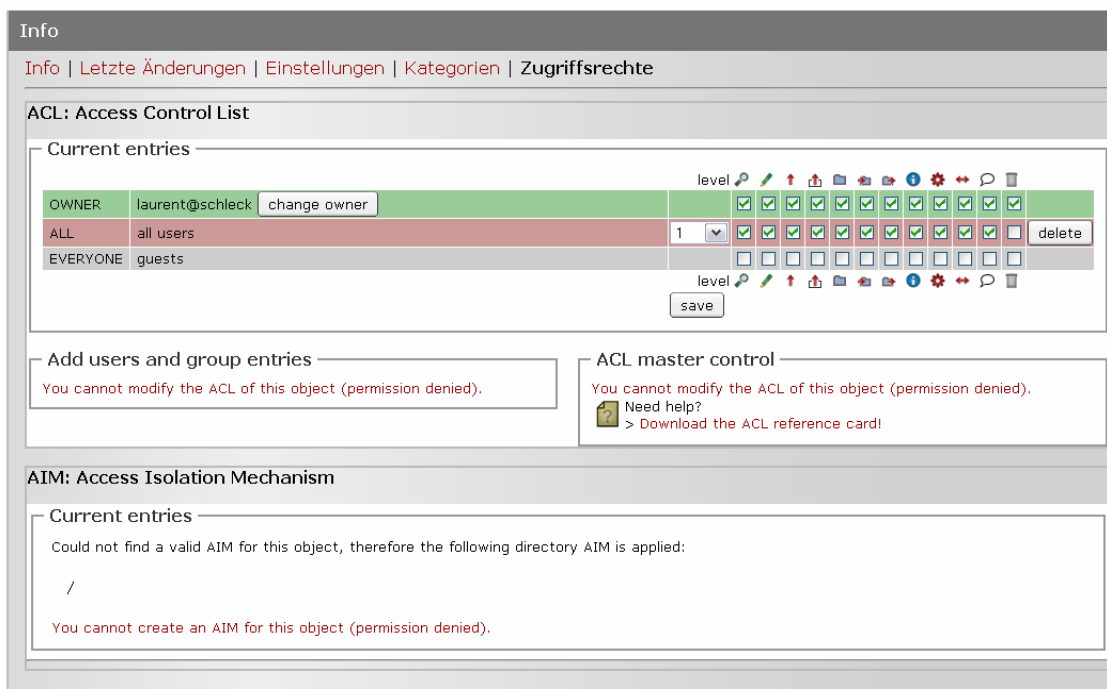 Info
Info | Letzte Änderungen | Einstellungen | Kategorien | Zugriffsrechte
ACL: Access Control List
Current entries
level
OWNER laurent@schleck change owner
ALL all users 1 delete
EVERYONE guests
level
save
Add users and group entries
You cannot modify the ACL of this object (permission denied).
ACL master control
You cannot modify the ACL of this object (permission denied).
Need help?
> Download the ACL reference card!
AIM: Access Isolation Mechanism
Current entries
Could not find a valid AIM for this object, therefore the following directory AIM is applied:
/
You cannot create an AIM for this object (permission denied).